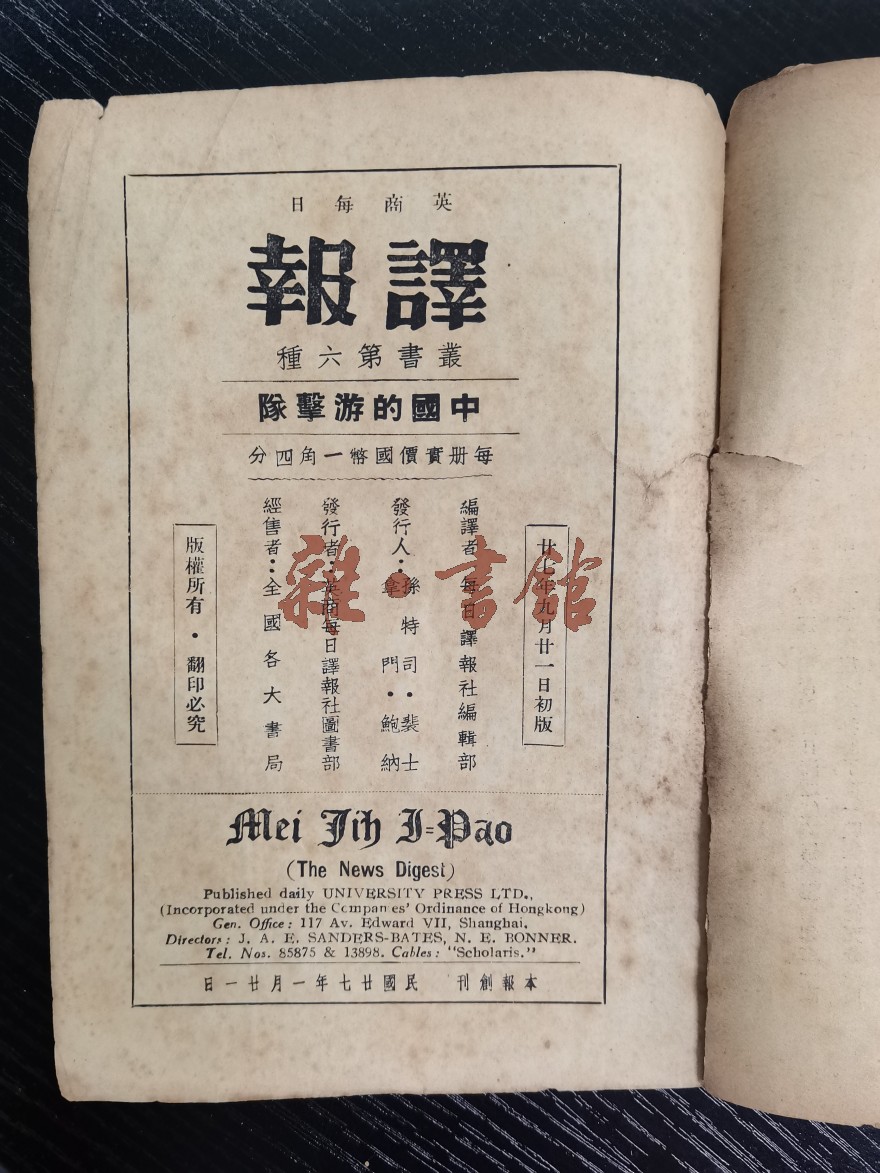 英商每日
譯報
叢書第六種
中國的游擊隊
每册實價國幣一角四分
廿七年九月廿一日初版
編譯者：每日譯報社編輯部
發行人：孫特司·裴士
拿門·鮑納
發行者：英商每日譯報社圖書部
經售者：全國各大書局
版權所有·翻印必究
Mei Jih I=Pao
(The News Digest)
Published daily UNIVERSITY PRESS LTD.,
(Incorporated under the Companies' Ordinance of Hongkong)
Gen. Office: 117 Av. Edward VII, Shanghai.
Directors: J. A. E. SANDERS-BATES, N. E. BONNER.
Tel. Nos. 85875 & 13898. Cables: "Scholaris."
本報創刊 民國廿七年一月廿一日
雜·書館